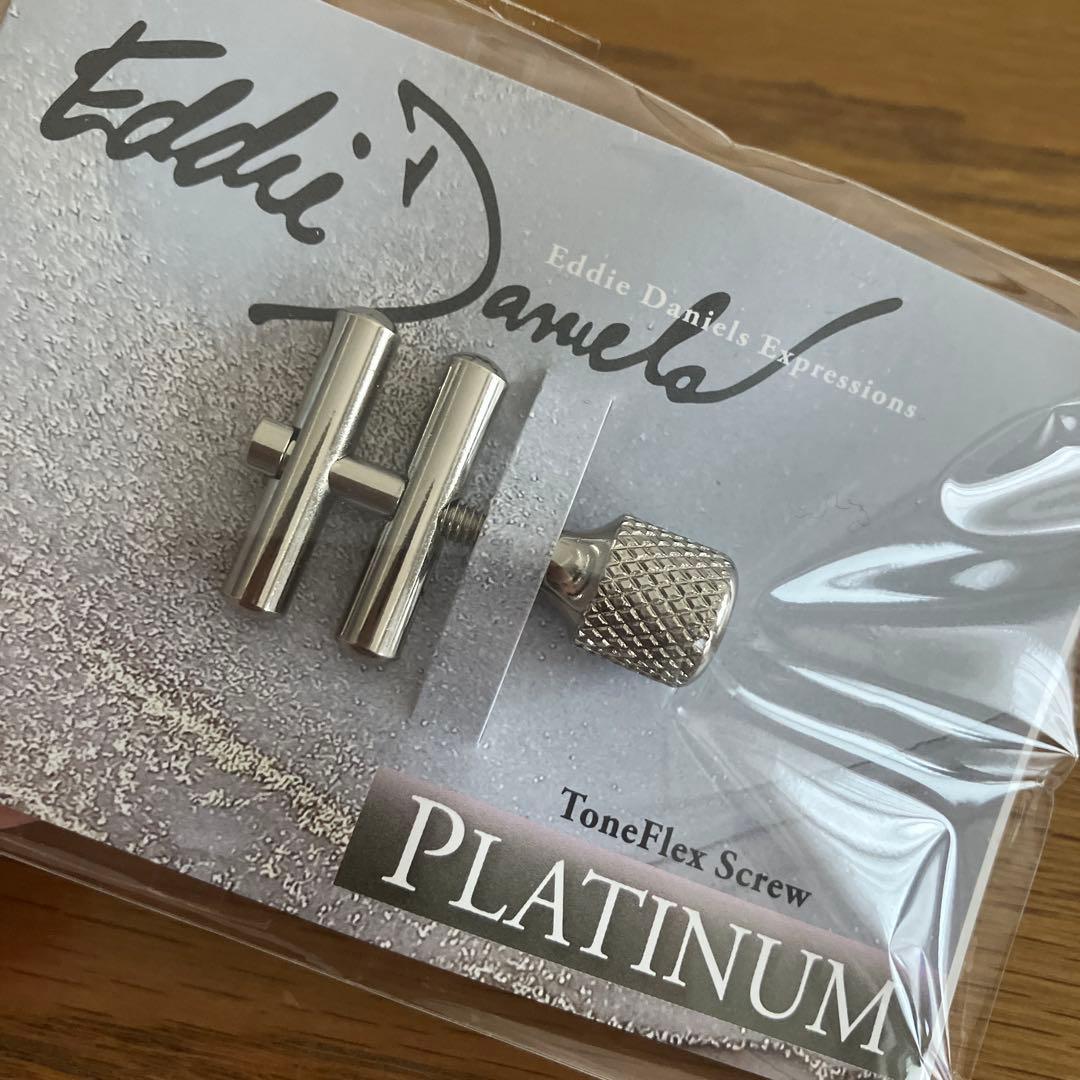 Eddie Daniels
Eddie Daniels Expressions
ToneFlex Screw
PLATINUM